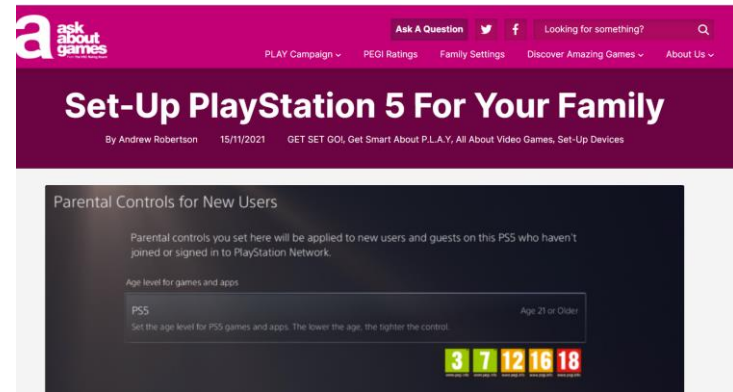 ask
about
games
Ask A Question
Looking for something?
PLAY Campaign
PEGI Ratings
Family Settings
Discover Amazing Games
About Us
Set-Up PlayStation 5 For Your Family
By Andrew Robertson 15/11/2021 GET SET GO!, Get Smart About P.L.A.Y, All About Video Games, Set-Up Devices
Parental Controls for New Users
Parental controls you set here will be applied to new users and guests on this PS5 who haven't
joined or signed in to PlayStation Network.
Age level for games and apps
PS5
Age 21 or Older
Set the age level for PS5 games and apps. The lower the age, the tighter the control.
3 7 12 16 18